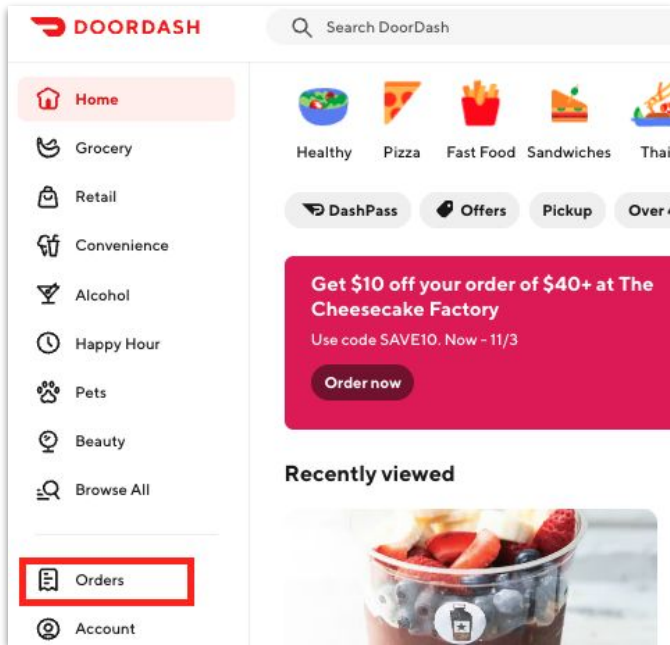 DOORDASH
Search DoorDash
Home
Grocery
Retail
Convenience
Alcohol
Happy Hour
Pets
Beauty
Browse All
Orders
Account
Healthy
Pizza
Fast Food
Sandwiches
Thai
DashPass
Offers
Pickup
Over
Get $10 off your order of $40+ at The
Cheesecake Factory
Use code SAVE10. Now - 11/3
Order now
Recently viewed